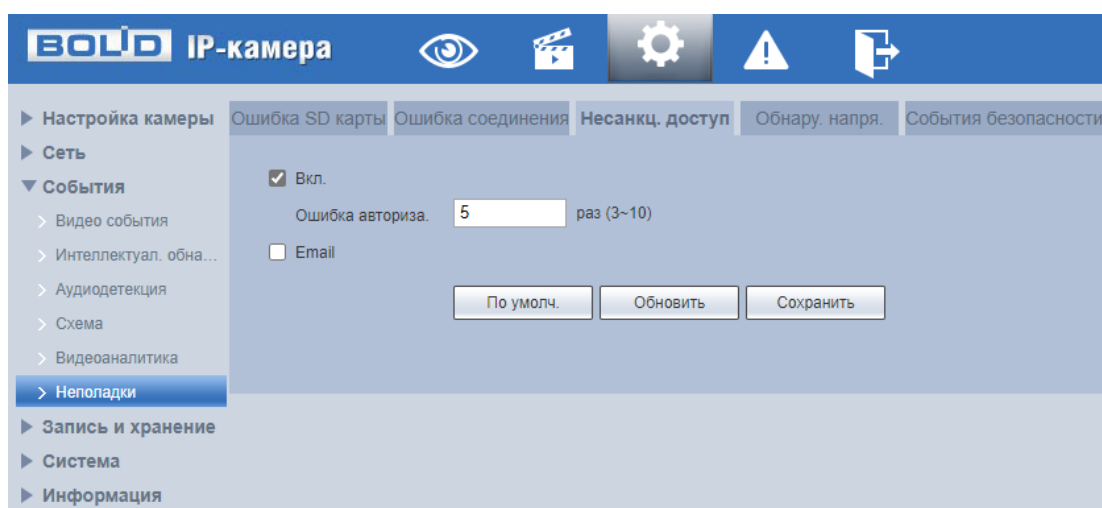 BOLID IP-камера
Настройка камеры
Сеть
События
Видео события
Интеллектуал. обна...
Аудиодетекция
Схема
Видеоаналитика
Неполадки
Запись и хранение
Система
Информация
Ошибка SD карты Ошибка соединения Несанкц. доступ Обнару. напря. События безопасности
Вкл.
Ошибка авториза. 5 раз (3~10)
Email
По умолч. Обновить Сохранить